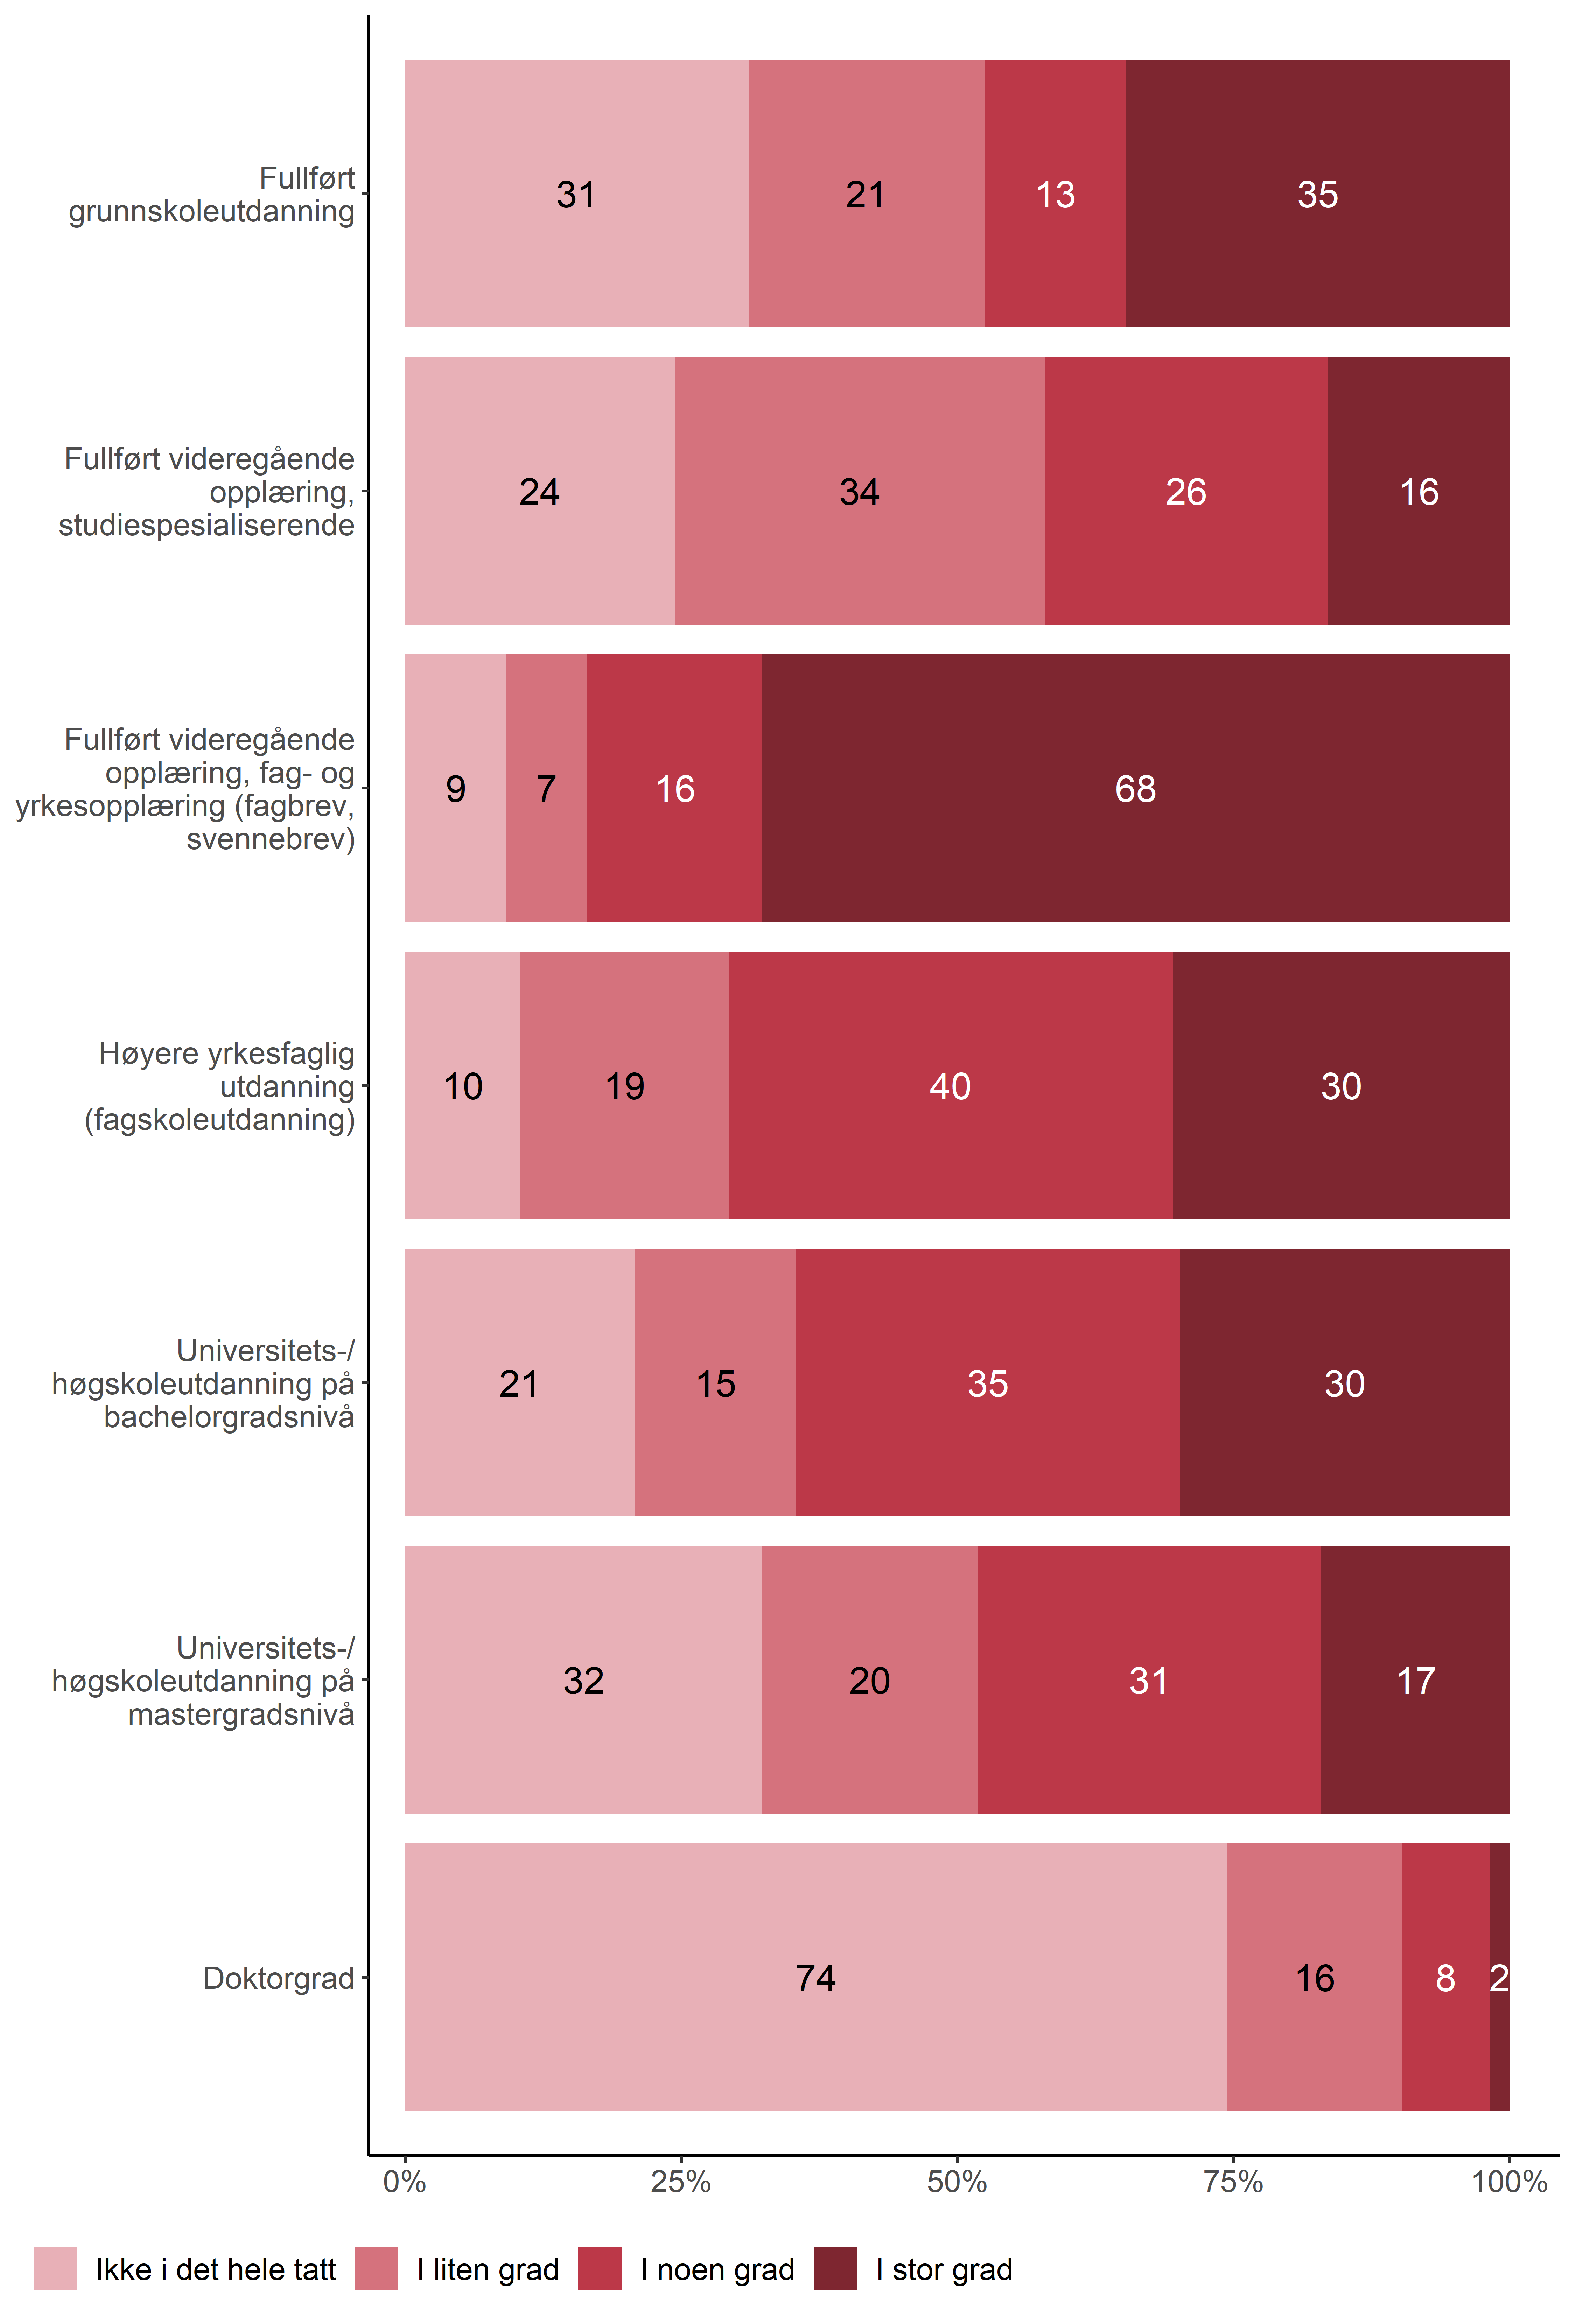 Fullført
grunnskoleutdanning
31 21 13 35
Fullført videregående
opplæring,
studiespesialiserende
24 34 26 16
Fullført videregående
opplæring, fag- og
yrkesopplæring (fagbrev,
svennebrev)
9 7 16 68
Høyere yrkesfaglig
utdanning
(fagskoleutdanning)
10 19 40 30
Universitets-/
høgskoleutdanning på
bachelorgradsnivå
21 15 35 30
Universitets-/
høgskoleutdanning på
mastergradsnivå
32 20 31 17
Doktorgrad
74 16 8 2
0% 25% 50% 75% 100%
Ikke i det hele tatt I liten grad I noen grad I stor grad